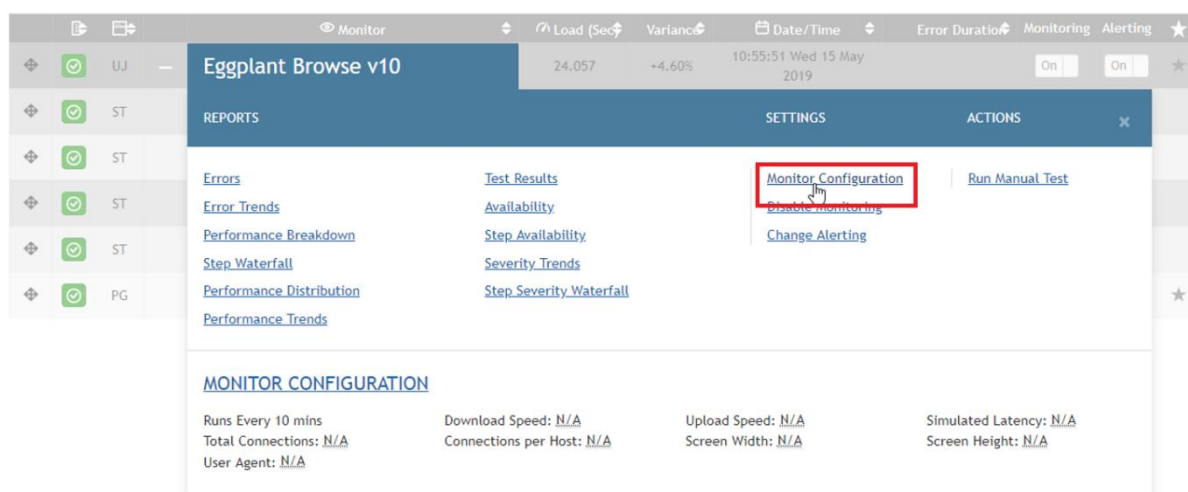 Monitor Load (Sec) Variance Date/Time Error Duration Monitoring Alerting
UJ Eggplant Browse v10 24.057 +4.60% 10:55:51 Wed 15 May 2019 On On
ST REPORTS SETTINGS ACTIONS
ST
ST
ST
PG
Errors Test Results Monitor Configuration Run Manual Test
Error Trends Availability Disable Monitoring
Performance Breakdown Step Availability Change Alerting
Step Waterfall Severity Trends
Performance Distribution Step Severity Waterfall
Performance Trends
MONITOR CONFIGURATION
Runs Every 10 mins Download Speed: N/A Upload Speed: N/A Simulated Latency: N/A
Total Connections: N/A Connections per Host: N/A Screen Width: N/A Screen Height: N/A
User Agent: N/A